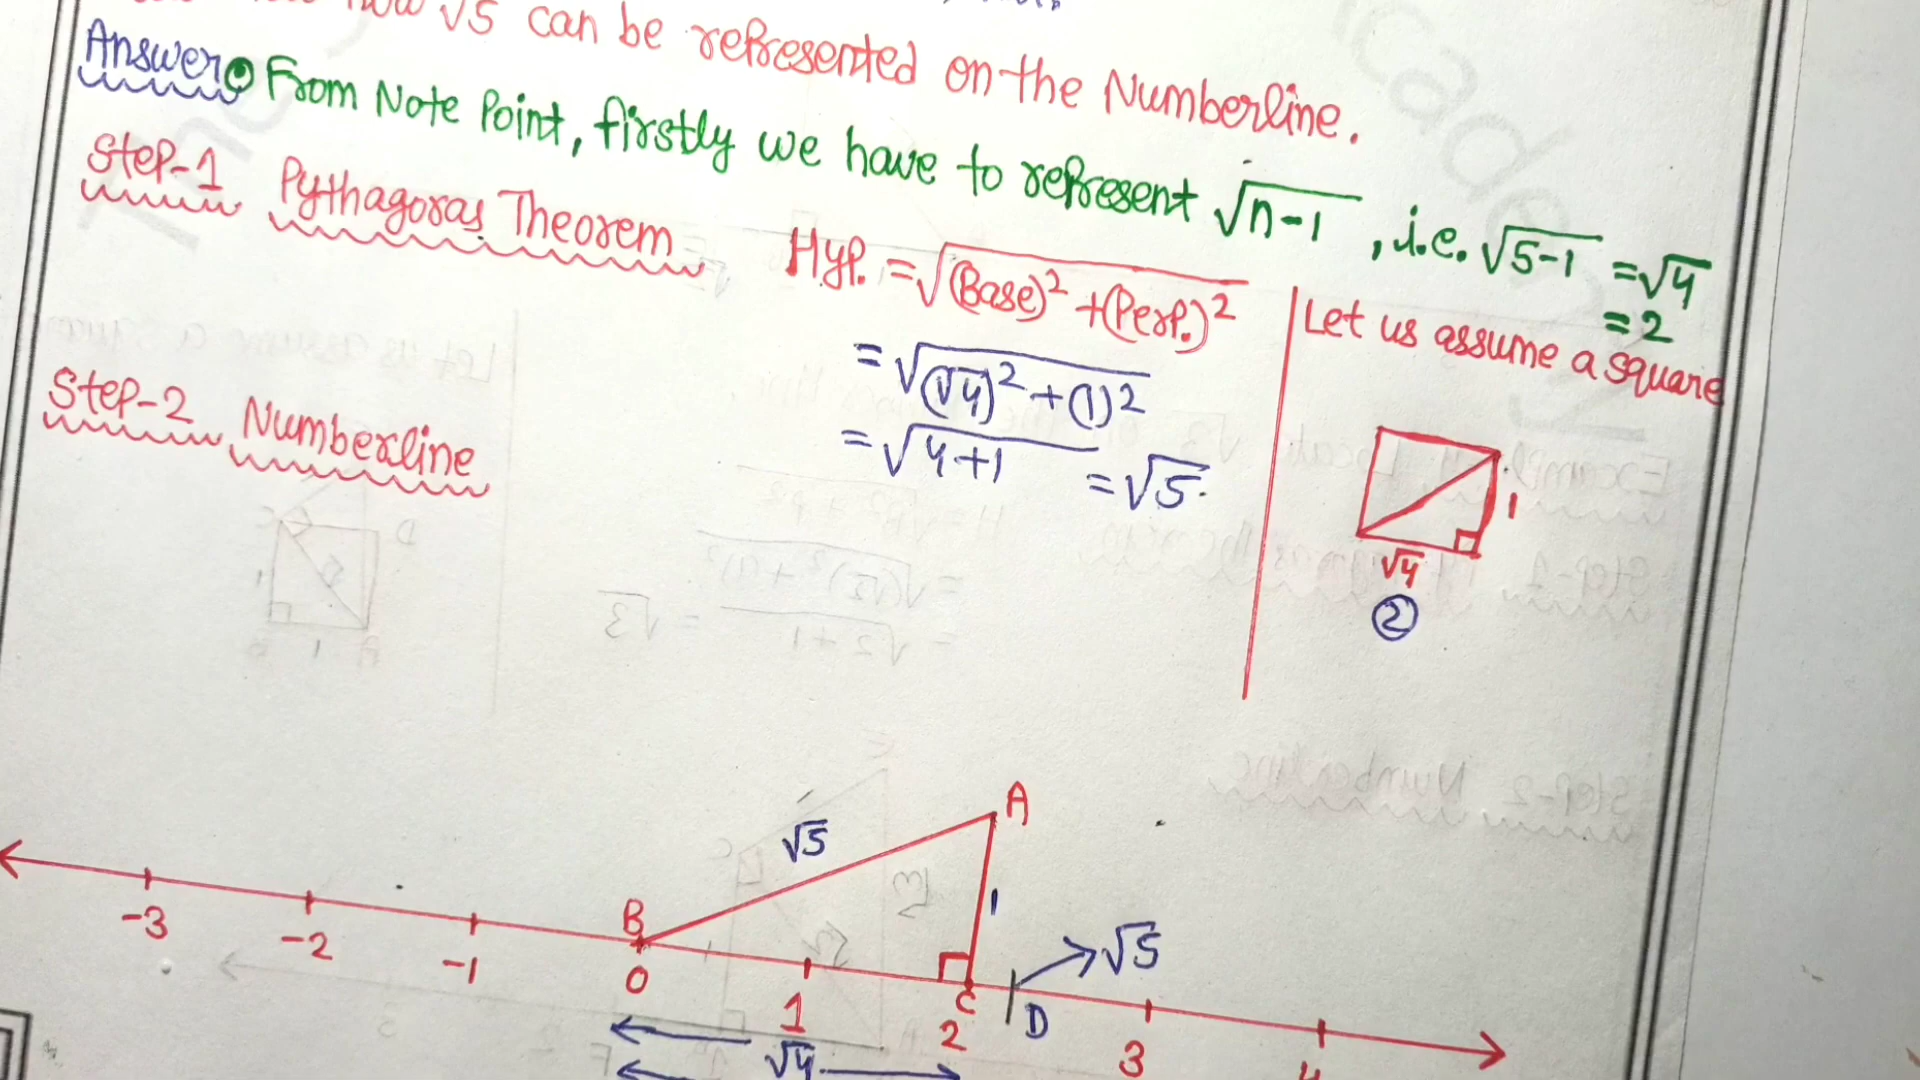 how √5 can be represented on the Numberline.
Answer From Note Point, firstly we have to represent √n-1, i.e. √5-1 = √4
= 2
Step-1 Pythagoras Theorem
Hyp. = √(Base)² + (Perp.)²
= √(√4)² + (1)²
= √4+1 = √5.
Let us assume a square
1
√4
2
Step-2 Numberline
A
√5
1
B
C
D
√5
-3 -2 -1 0 1 2 3 4
√4